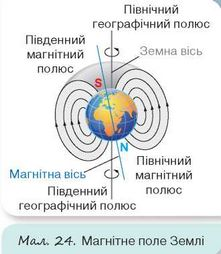 Північний
географічний полюс
Південний
магнітний
полюс
Земна вісь
S
N
Магнітна вісь
Північний
магнітний
полюс
Південний
географічний полюс
Мал. 24. Магнітне поле Землі